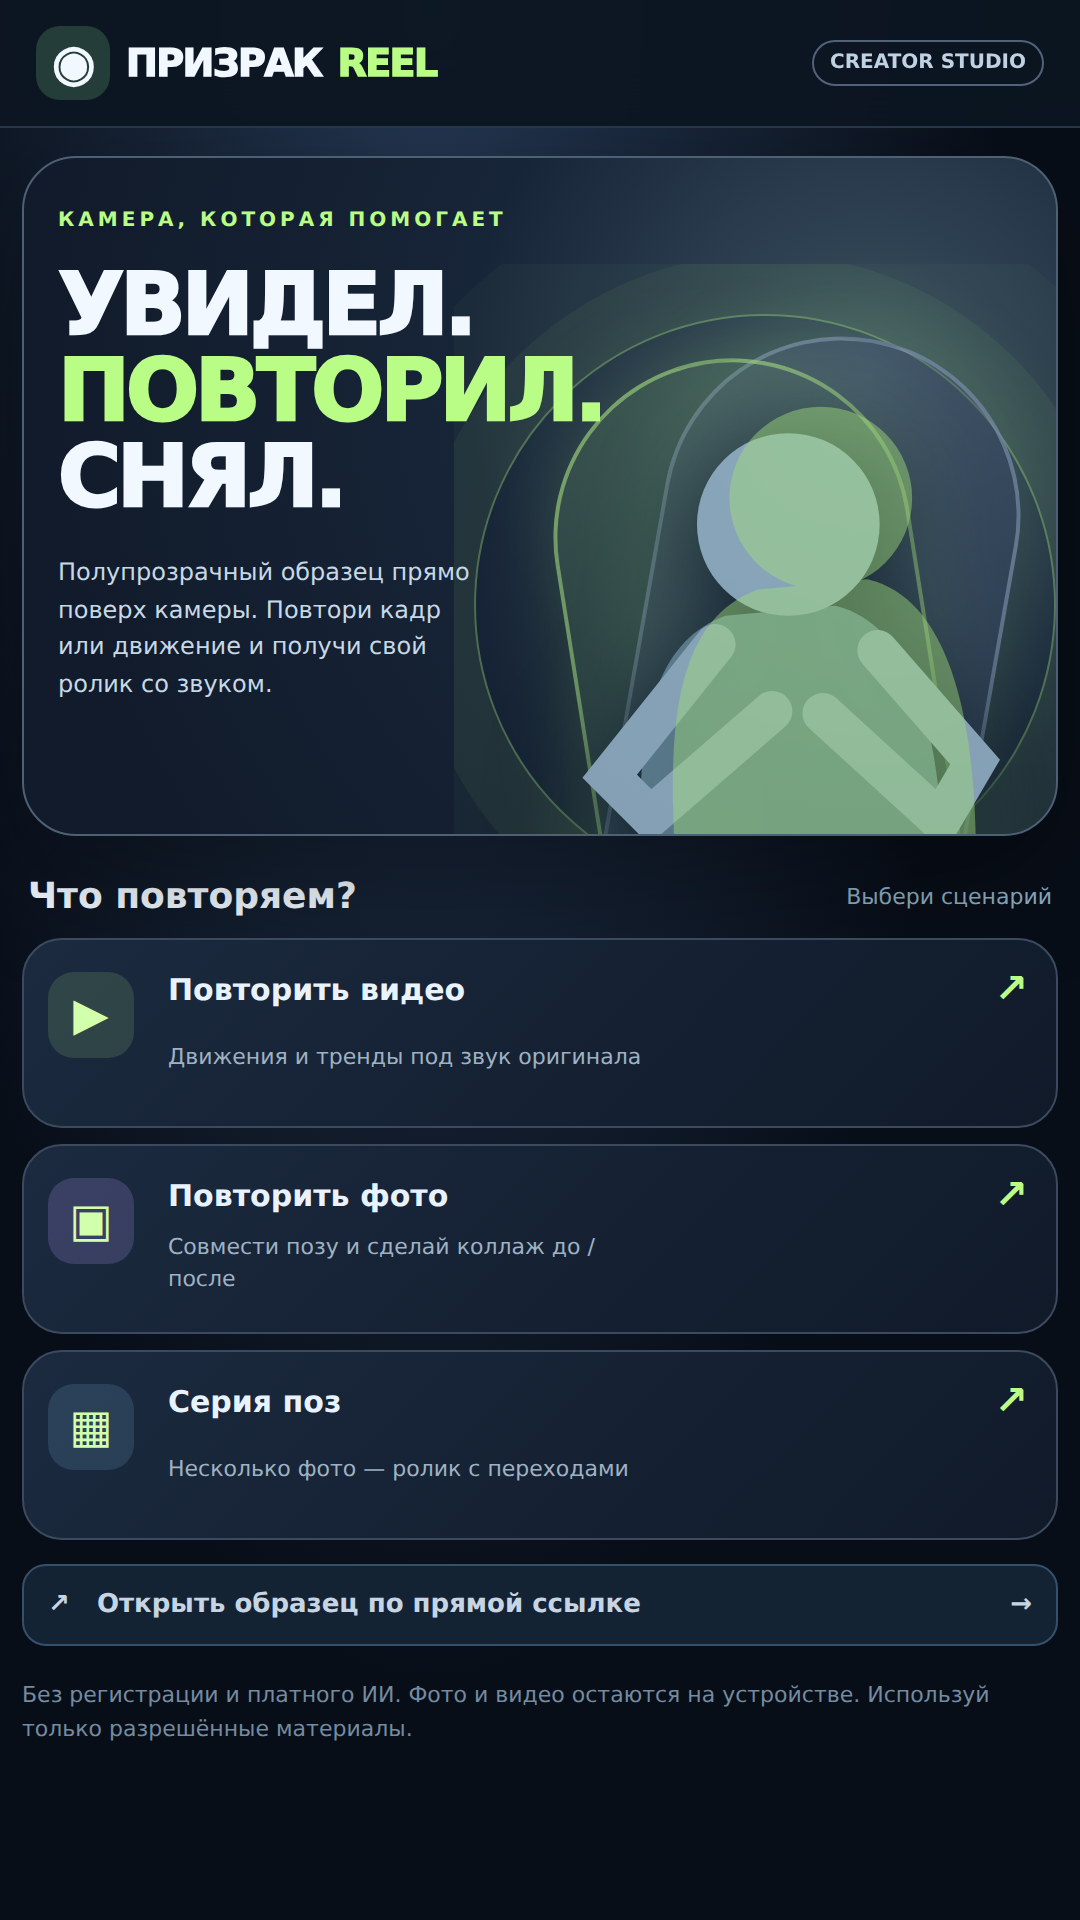 ПРИЗРАК REEL
CREATOR STUDIO
КАМЕРА, КОТОРАЯ ПОМОГАЕТ
УВИДЕЛ.
ПОВТОРИЛ.
СНЯЛ.
Полупрозрачный образец прямо
поверх камеры. Повтори кадр
или движение и получи свой
ролик со звуком.
Что повторяем?
Выбери сценарий
Повторить видео
Движения и тренды под звук оригинала
Повторить фото
Совмести позу и сделай коллаж до /
после
Серия поз
Несколько фото — ролик с переходами
Открыть образец по прямой ссылке
Без регистрации и платного ИИ. Фото и видео остаются на устройстве. Используй
только разрешённые материалы.